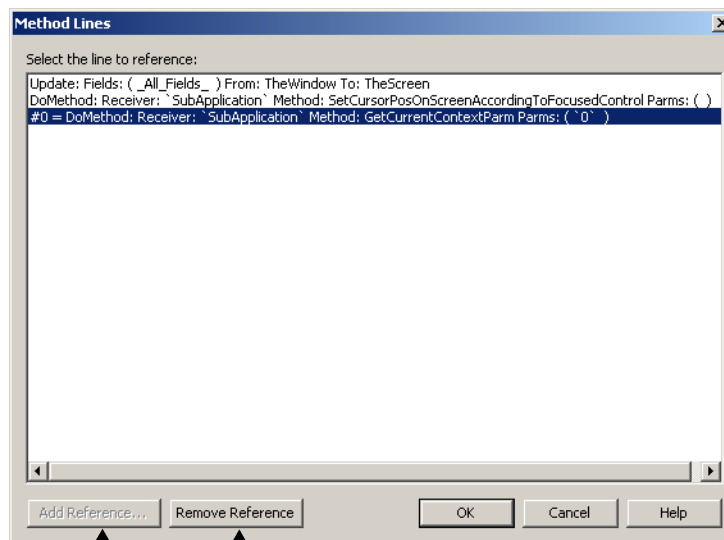 Method Lines
Select the line to reference:
Update: Fields: ( _All_Fields_ ) From: TheWindow To: TheScreen
DoMethod: Receiver: `SubApplication` Method: SetCursorPosOnScreenAccordingToFocusedControl Parms: ( )
#0 = DoMethod: Receiver: `SubApplication` Method: GetCurrentContextParm Parms: ( `0` )
Add Reference... Remove Reference OK Cancel Help